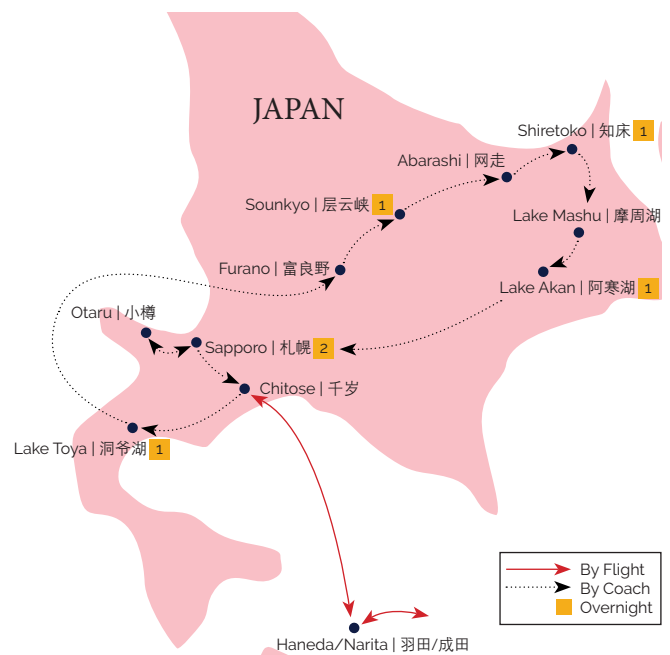 JAPAN
Shiretoko | 知床 1
Abarashi | 网走
Sounkyo | 层云峡 1
Lake Mashu | 摩周湖
Furano | 富良野
Lake Akan | 阿寒湖 1
Otaru | 小樽
Sapporo | 札幌 2
Chitose | 千岁
Lake Toya | 洞爷湖 1
By Flight
By Coach
Overnight
Haneda/Narita | 羽田/成田